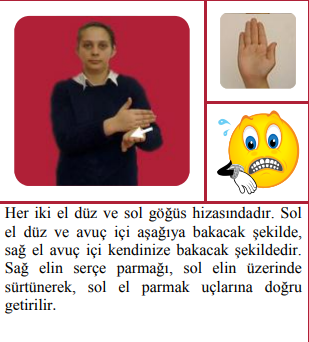 Her iki el düz ve sol göğüs hizasındadır. Sol
el düz ve avuç içi aşağıya bakacak şekilde,
sağ el avuç içi kendinize bakacak şekildedir.
Sağ elin serçe parmağı, sol elin üzerinde
sürtünerek, sol el parmak uçlarına doğru
getirilir.